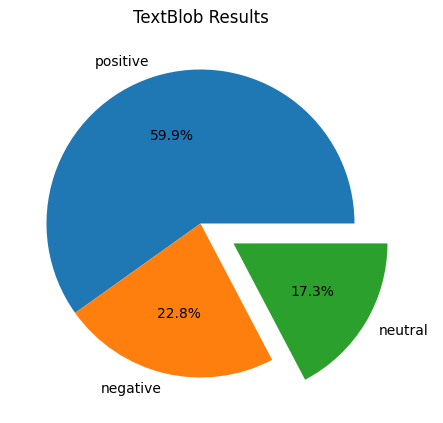 TextBlob Results
positive
59.9%
17.3%
22.8%
neutral
negative